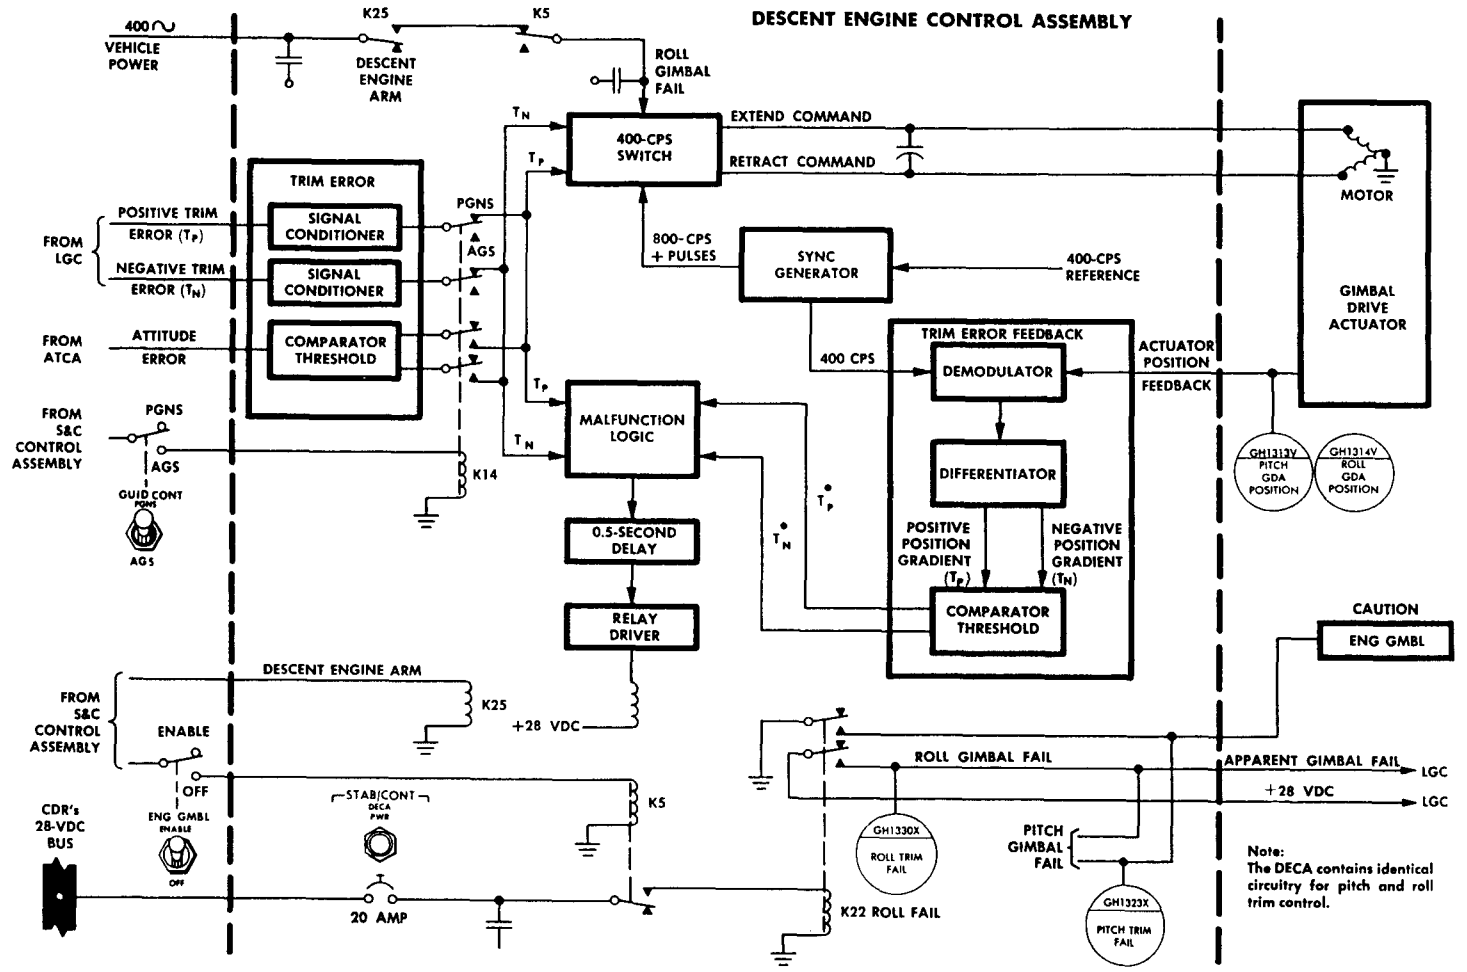 DESCENT ENGINE CONTROL ASSEMBLY
400~
VEHICLE
POWER
K25
DESCENT
ENGINE
ARM
K5
ROLL
GIMBAL
FAIL
TN
TP
400-CPS
SWITCH
EXTEND COMMAND
RETRACT COMMAND
MOTOR
GIMBAL
DRIVE
ACTUATOR
TRIM ERROR
FROM
LGC
POSITIVE TRIM
ERROR (TP)
SIGNAL
CONDITIONER
NEGATIVE TRIM
ERROR (TN)
SIGNAL
CONDITIONER
PGNS
AGS
800-CPS
+ PULSES
SYNC
GENERATOR
400-CPS
REFERENCE
FROM
ATCA
ATTITUDE
ERROR
COMPARATOR
THRESHOLD
400 CPS
TRIM ERROR FEEDBACK
DEMODULATOR
ACTUATOR
POSITION
FEEDBACK
FROM
S&C
CONTROL
ASSEMBLY
PGNS
AGS
GUID CONT
PGNS
AGS
K14
TP
TN
MALFUNCTION
LOGIC
TP
TN
DIFFERENTIATOR
GH1313V
PITCH
GDA
POSITION
GH1314V
ROLL
GDA
POSITION
0.5-SECOND
DELAY
POSITIVE
POSITION
GRADIENT
(TP)
NEGATIVE
POSITION
GRADIENT
(TN)
RELAY
DRIVER
COMPARATOR
THRESHOLD
CAUTION
ENG GMBL
FROM
S&C
CONTROL
ASSEMBLY
DESCENT ENGINE ARM
K25
+28 VDC
ENABLE
OFF
ENG GMBL
ENABLE
OFF
K5
ROLL GIMBAL FAIL
APPARENT GIMBAL FAIL
LGC
+28 VDC
LGC
CDR's
28-VDC
BUS
STAB/CONT
DECA
PWR
20 AMP
K22 ROLL FAIL
GH1330X
ROLL TRIM
FAIL
PITCH
GIMBAL
FAIL
GH1323X
PITCH TRIM
FAIL
Note:
The DECA contains identical
circuitry for pitch and roll
trim control.